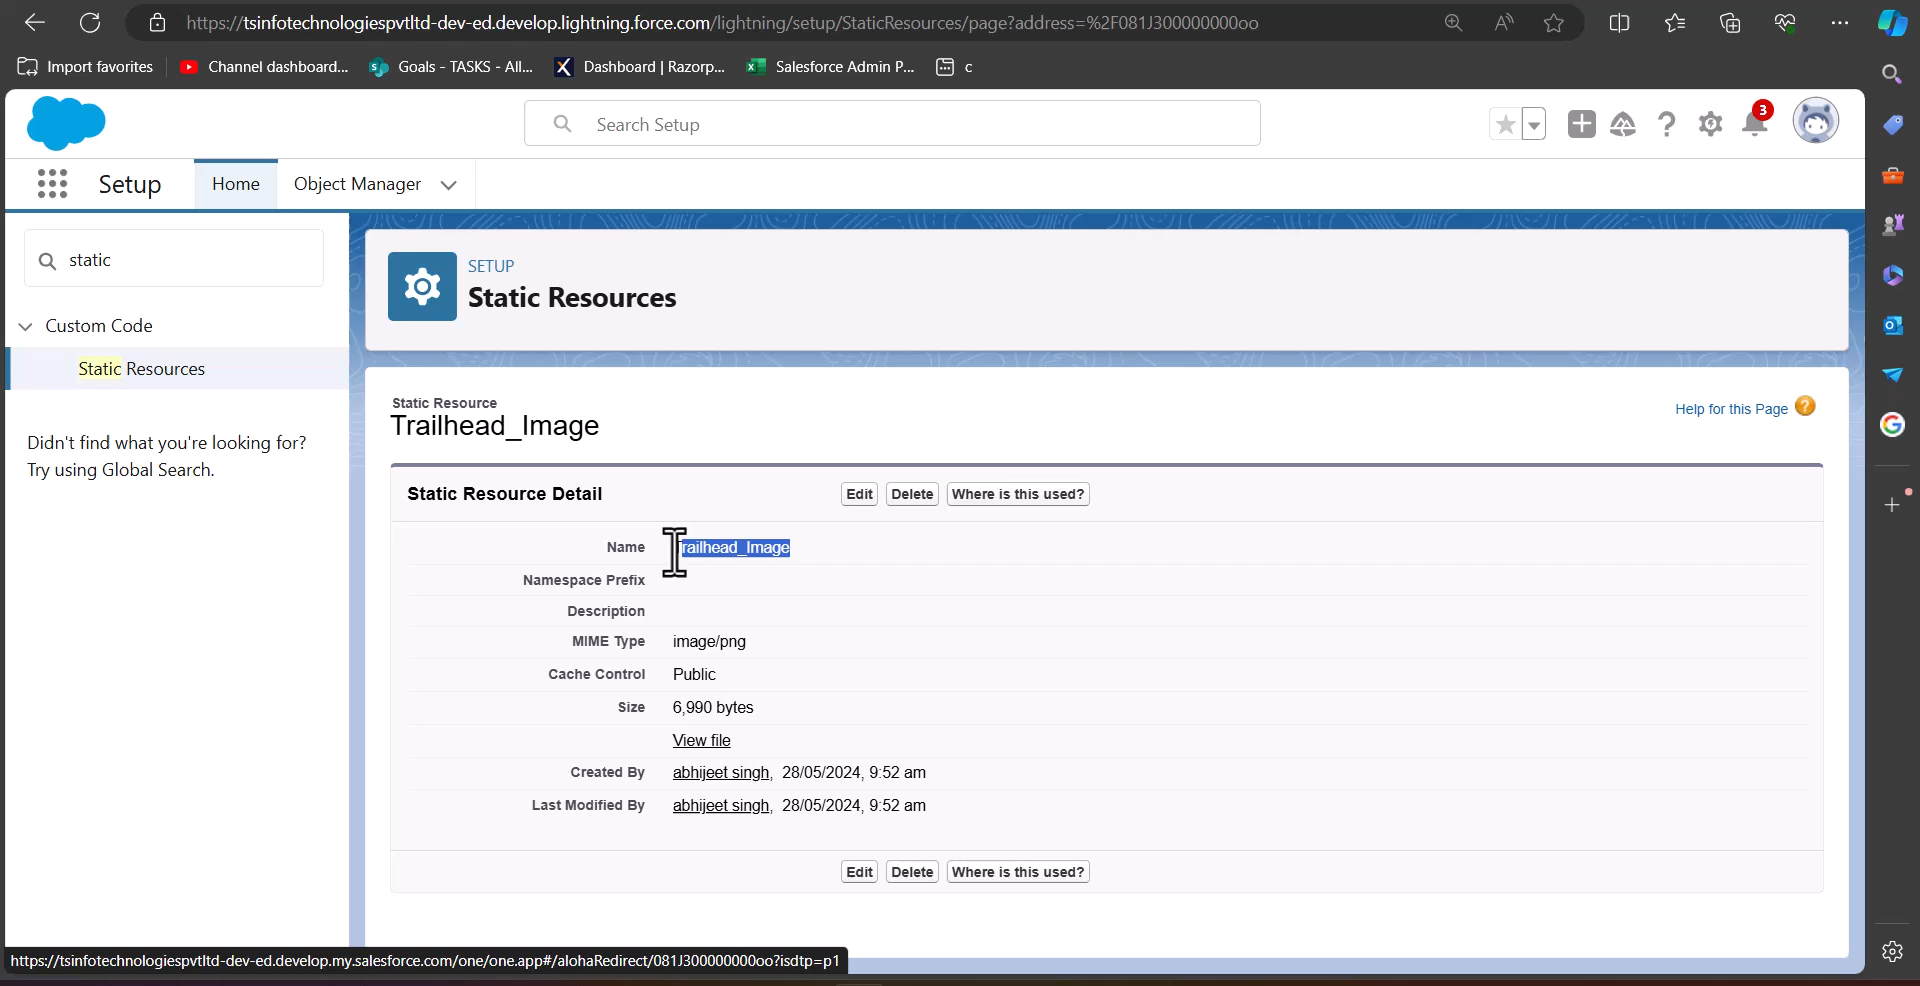 https://tsinfotechnologiespvtltd-dev-ed.develop.lightning.force.com/lightning/setup/StaticResources/page?address=%2F081J300000000oo
Import favorites
Channel dashboard...
Goals - TASKS - All...
Dashboard | Razorp...
Salesforce Admin P...
c
Search Setup
3
Setup
Home
Object Manager
static
Custom Code
Static Resources
Didn't find what you're looking for?
Try using Global Search.
SETUP
Static Resources
Static Resource
Trailhead_Image
Help for this Page
Static Resource Detail
Edit
Delete
Where is this used?
Name Trailhead_Image
Namespace Prefix
Description
MIME Type image/png
Cache Control Public
Size 6,990 bytes
View file
Created By abhijeet singh, 28/05/2024, 9:52 am
Last Modified By abhijeet singh, 28/05/2024, 9:52 am
Edit
Delete
Where is this used?
https://tsinfotechnologiespvtltd-dev-ed.develop.my.salesforce.com/one/one.app#/alohaRedirect/081J300000000oo?isdtp=p1